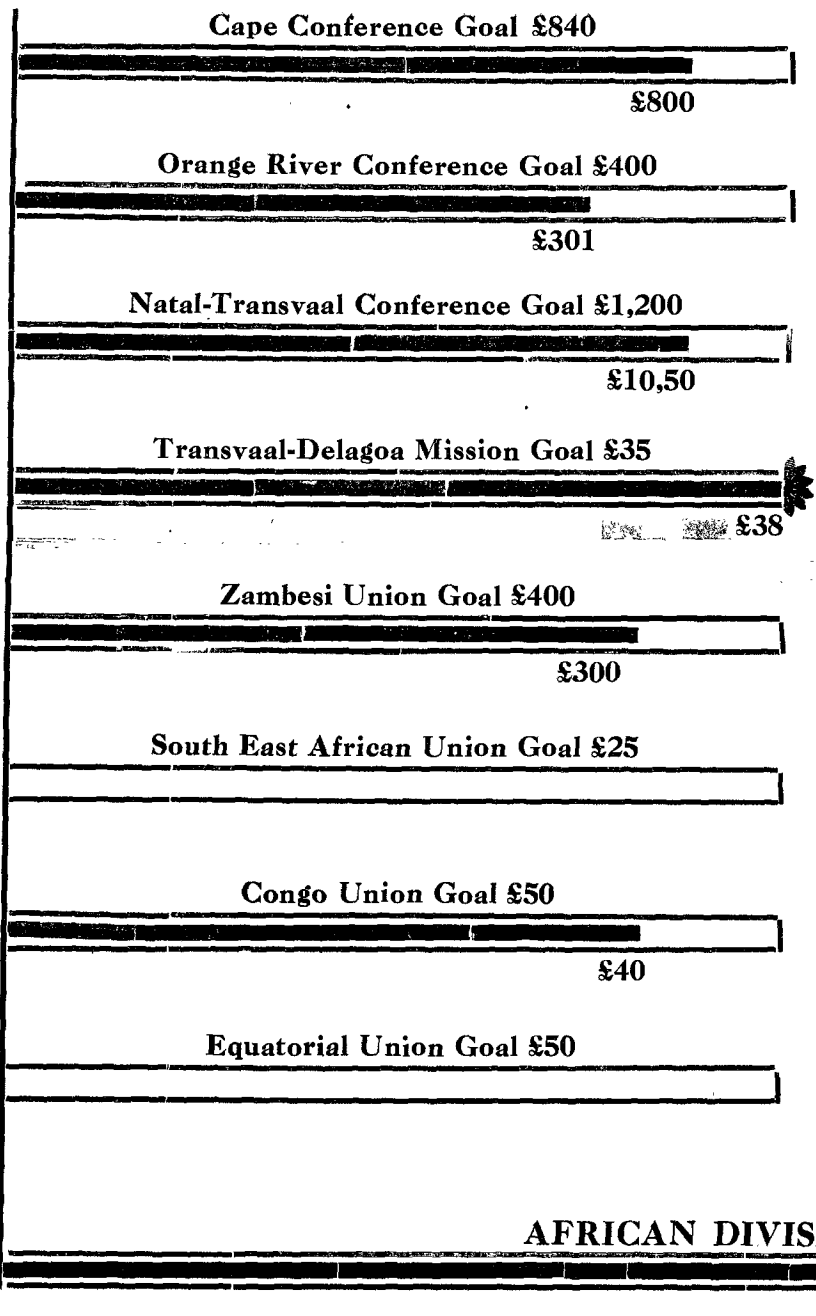 Cape Conference Goal £840
£800
Orange River Conference Goal £400
£301
Natal-Transvaal Conference Goal £1,200
£10,50
Transvaal-Delagoa Mission Goal £35
£38
Zambesi Union Goal £400
£300
South East African Union Goal £25
Congo Union Goal £50
£40
Equatorial Union Goal £50
AFRICAN DIVIS